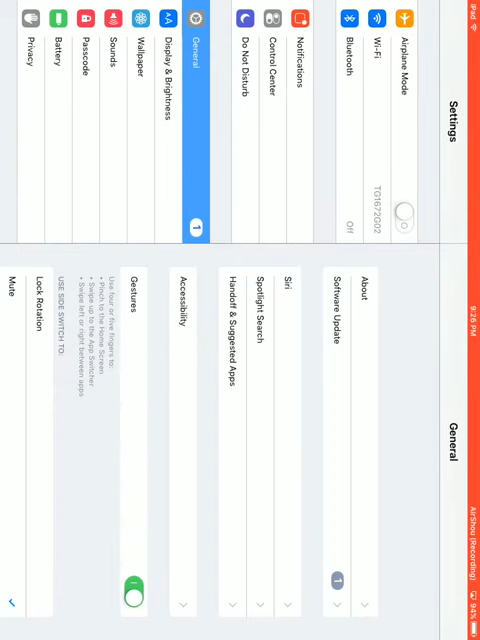 iPad
9:26 PM
AirShou (Recording)
94%
Settings
General
Airplane Mode
Wi-Fi
TG1672G02
Bluetooth
Off
Notifications
Control Center
Do Not Disturb
General
1
Display & Brightness
Wallpaper
Sounds
Passcode
Battery
Privacy
About
Software Update
1
Siri
Spotlight Search
Handoff & Suggested Apps
Accessibility
Gestures
Use four or five fingers to:
• Pinch to the Home Screen
• Swipe up to the App Switcher
• Swipe left or right between apps
USE SIDE SWITCH TO:
Lock Rotation
Mute